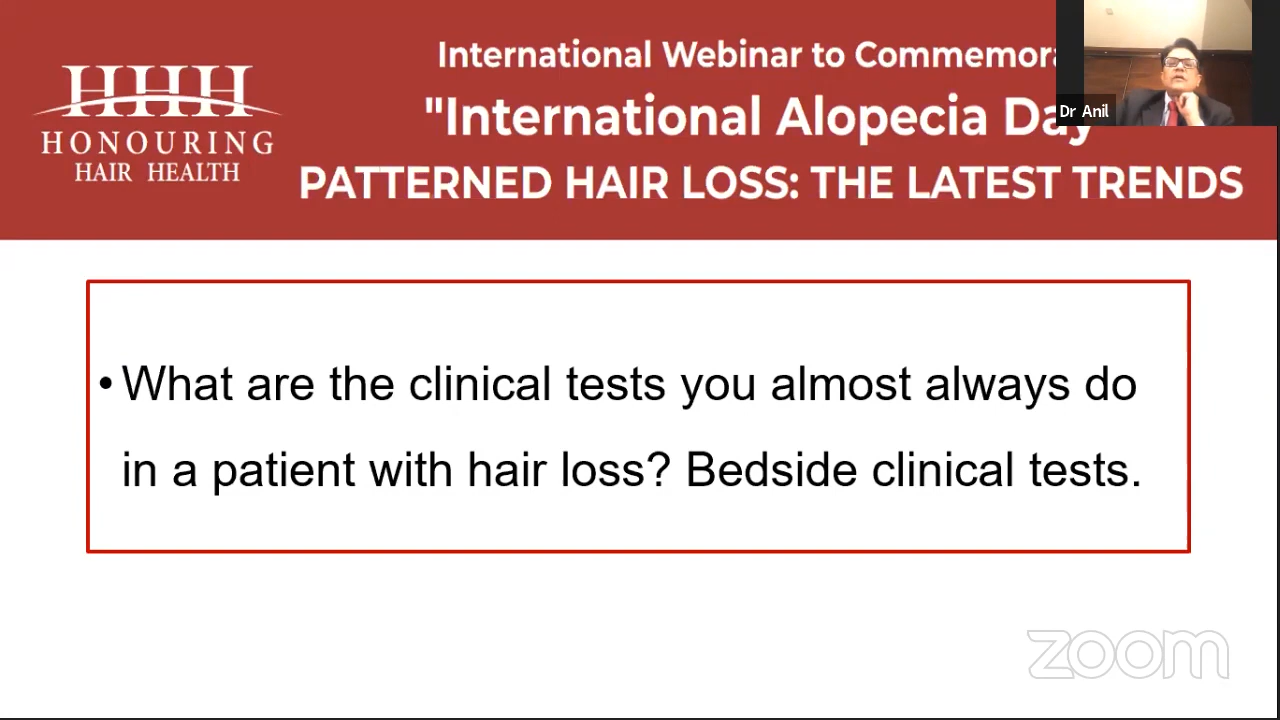 HHH
HONOURING
HAIR HEALTH
International Webinar to Commemora
"International Alopecia Day
PATTERNED HAIR LOSS: THE LATEST TRENDS
Dr Anil
• What are the clinical tests you almost always do
in a patient with hair loss? Bedside clinical tests.
zoom